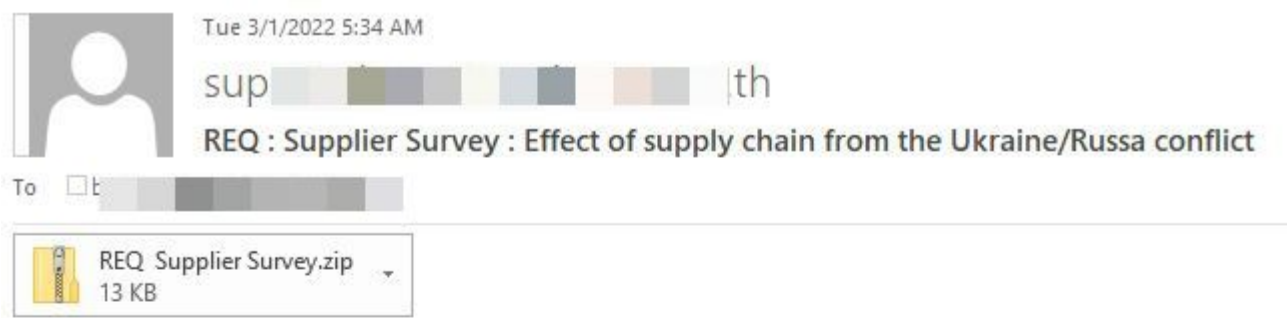 Tue 3/1/2022 5:34 AM
sup th
REQ : Supplier Survey : Effect of supply chain from the Ukraine/Russa conflict
To b
REQ Supplier Survey.zip
13 KB